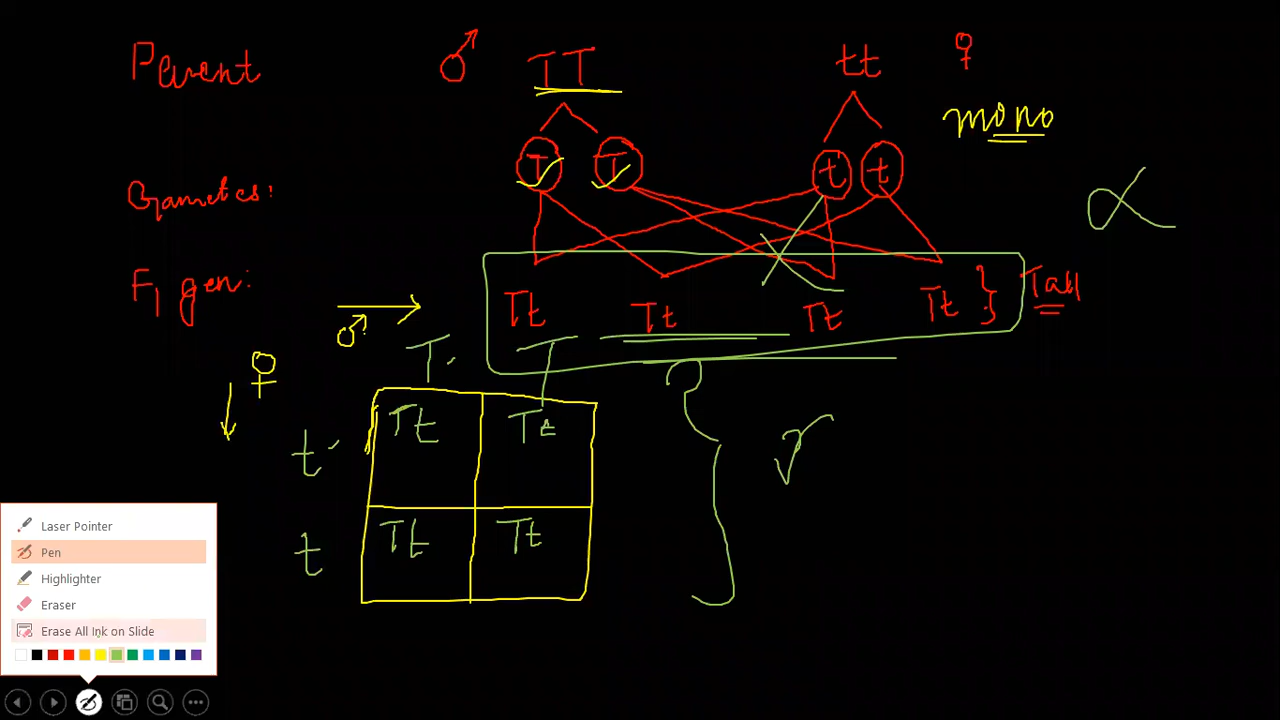 Parent ♂ TT tt ♀
mono
T T t t
Gametes:
F1 gen: Tt Tt Tt Tt } Tall
♂
♀
T T
t Tt Tt
t Tt Tt
Laser Pointer
Pen
Highlighter
Eraser
Erase All Ink on Slide